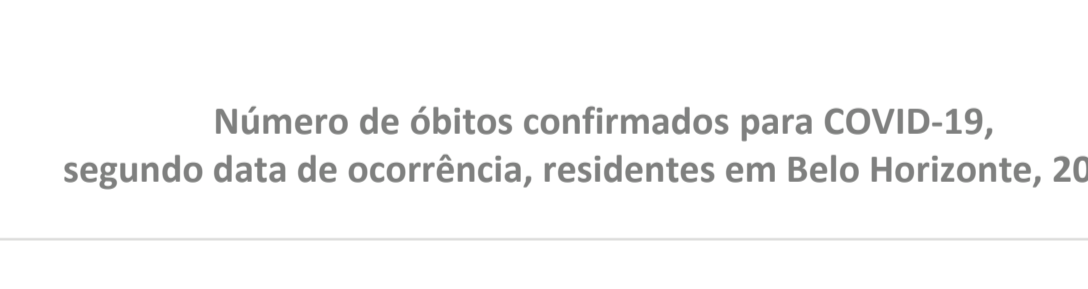 Número de óbitos confirmados para COVID-19,
segundo data de ocorrência, residentes em Belo Horizonte, 20